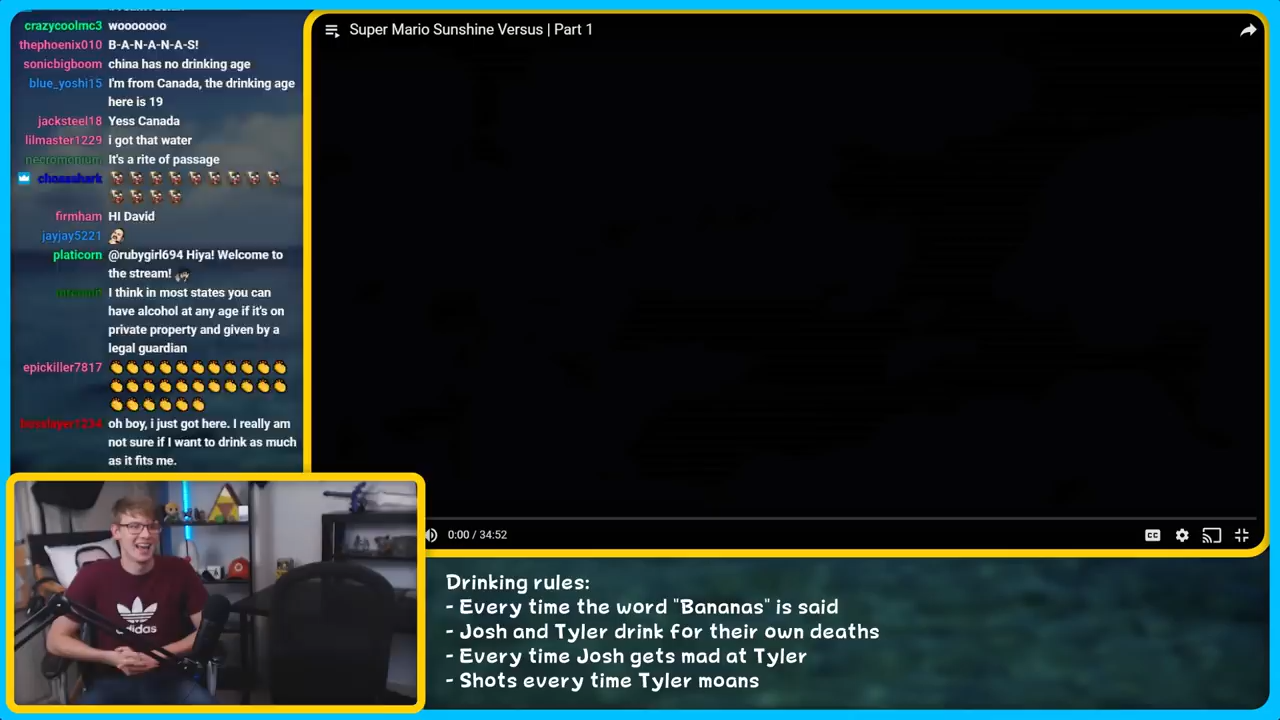 crazycoolmc3 wooooooo
thephoenix010 B-A-N-A-N-A-S!
sonicbigboom china has no drinking age
blue_yoshi15 I'm from Canada, the drinking age
here is 19
jacksteel18 Yess Canada
lilmaster1229 i got that water
necromonium It's a rite of passage
firmham HI David
jayjay5221
platicorn @rubygirl694 Hiya! Welcome to
the stream!
I think in most states you can
have alcohol at any age if it's on
private property and given by a
legal guardian
epickiller7817
oh boy, i just got here. I really am
not sure if I want to drink as much
as it fits me.
Super Mario Sunshine Versus | Part 1
0:00 / 34:52
CC
adidas
Drinking rules:
- Every time the word "Bananas" is said
- Josh and Tyler drink for their own deaths
- Every time Josh gets mad at Tyler
- Shots every time Tyler moans